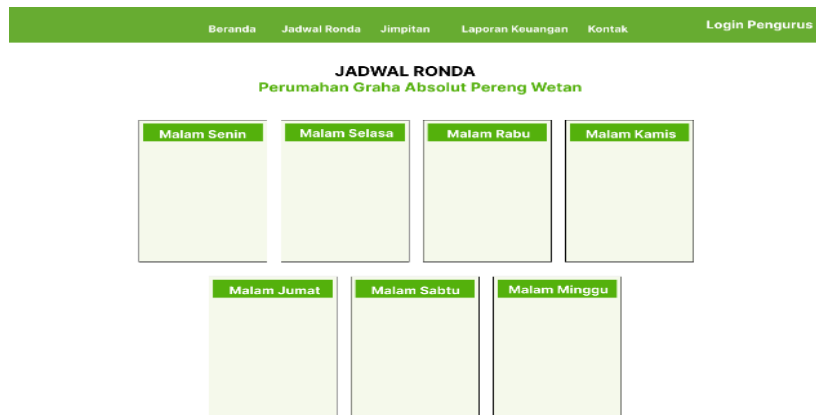 Beranda Jadwal Ronda Jimpitan Laporan Keuangan Kontak Login Pengurus
JADWAL RONDA
Perumahan Graha Absolut Pereng Wetan
Malam Senin Malam Selasa Malam Rabu Malam Kamis
Malam Jumat Malam Sabtu Malam Minggu